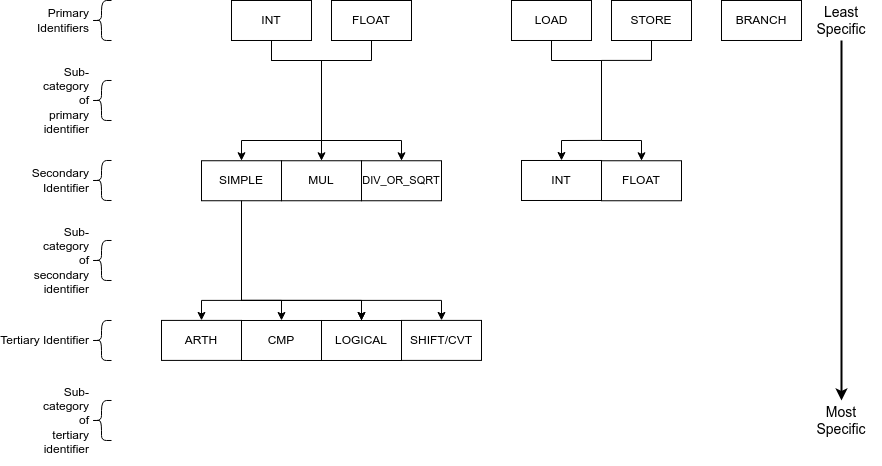 Primary
Identifiers
INT
FLOAT
LOAD
STORE
BRANCH
Least
Specific
Sub-
category
of
primary
identifier
Secondary
Identifier
SIMPLE
MUL
DIV_OR_SQRT
INT
FLOAT
Sub-
category
of
secondary
identifier
Tertiary Identifier
ARTH
CMP
LOGICAL
SHIFT/CVT
Sub-
category
of
tertiary
identifier
Most
Specific